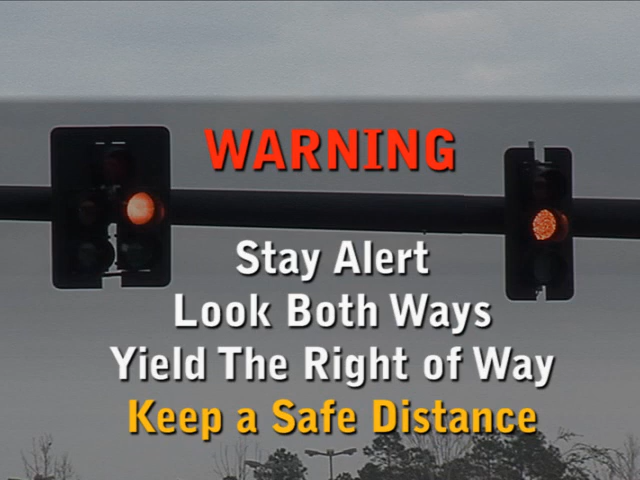 WARNING
Stay Alert
Look Both Ways
Yield The Right of Way
Keep a Safe Distance